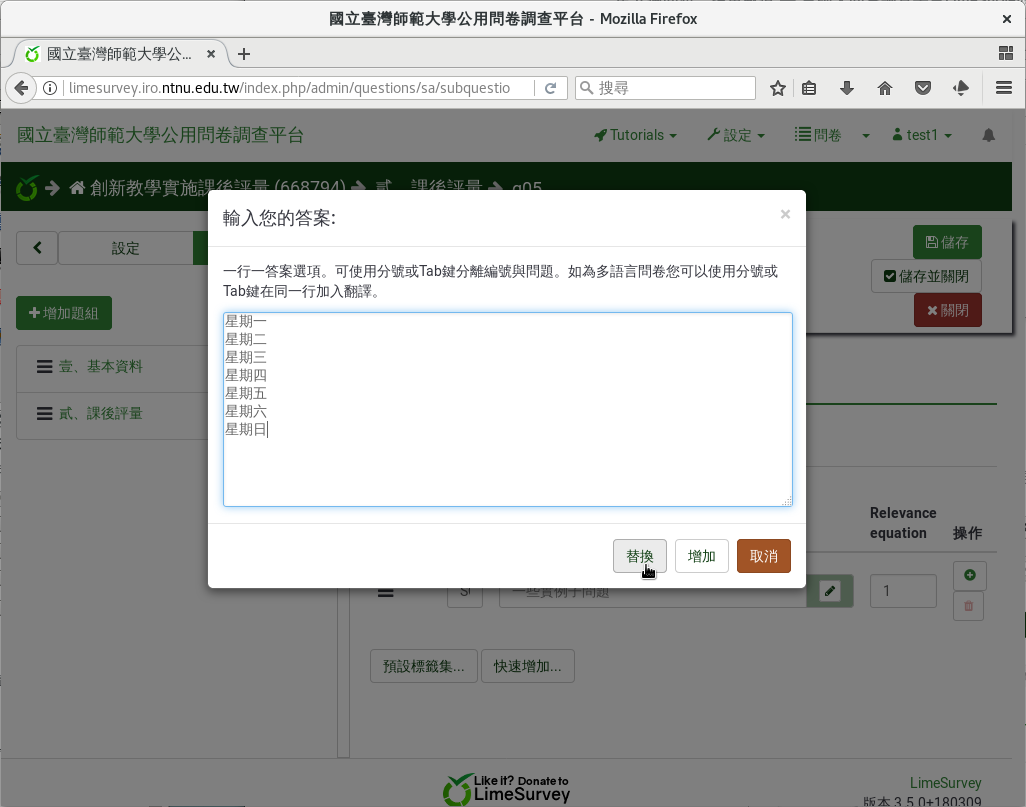 國立臺灣師範大學公用問卷調查平台 - Mozilla Firefox
國立臺灣師範大學公...
limesurvey.iro.ntnu.edu.tw/index.php/admin/questions/sa/subquestio
搜尋
國立臺灣師範大學公用問卷調查平台
Tutorials
設定
問卷
test1
創新教學實施課後評量 (668794)
貳、課後評量
q05
設定
儲存
儲存並關閉
關閉
增加題組
壹、基本資料
貳、課後評量
輸入您的答案:
×
一行一答案選項。可使用分號或Tab鍵分離編號與問題。如為多語言問卷您可以使用分號或
Tab鍵在同一行加入翻譯。
星期一
星期二
星期三
星期四
星期五
星期六
星期日
替換
增加
取消
Relevance
equation
操作
一些實例子問題
1
預設標籤集...
快速增加...
Like it? Donate to
LimeSurvey
LimeSurvey
版本 3.5.0+180309